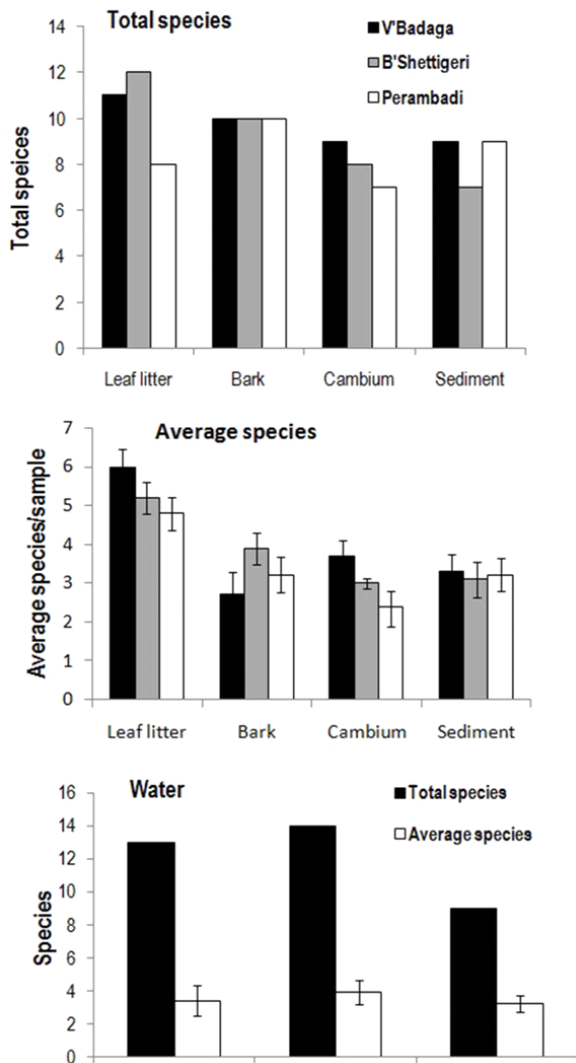 Total species
V'Badaga
B'Shettigeri
Perambadi
Total speices
14
12
10
8
6
4
2
0
Leaf litter Bark Cambium Sediment
Average species
Average species/sample
7
6
5
4
3
2
1
0
Leaf litter Bark Cambium Sediment
Water
Total species
Average species
Species
16
14
12
10
8
6
4
2
0